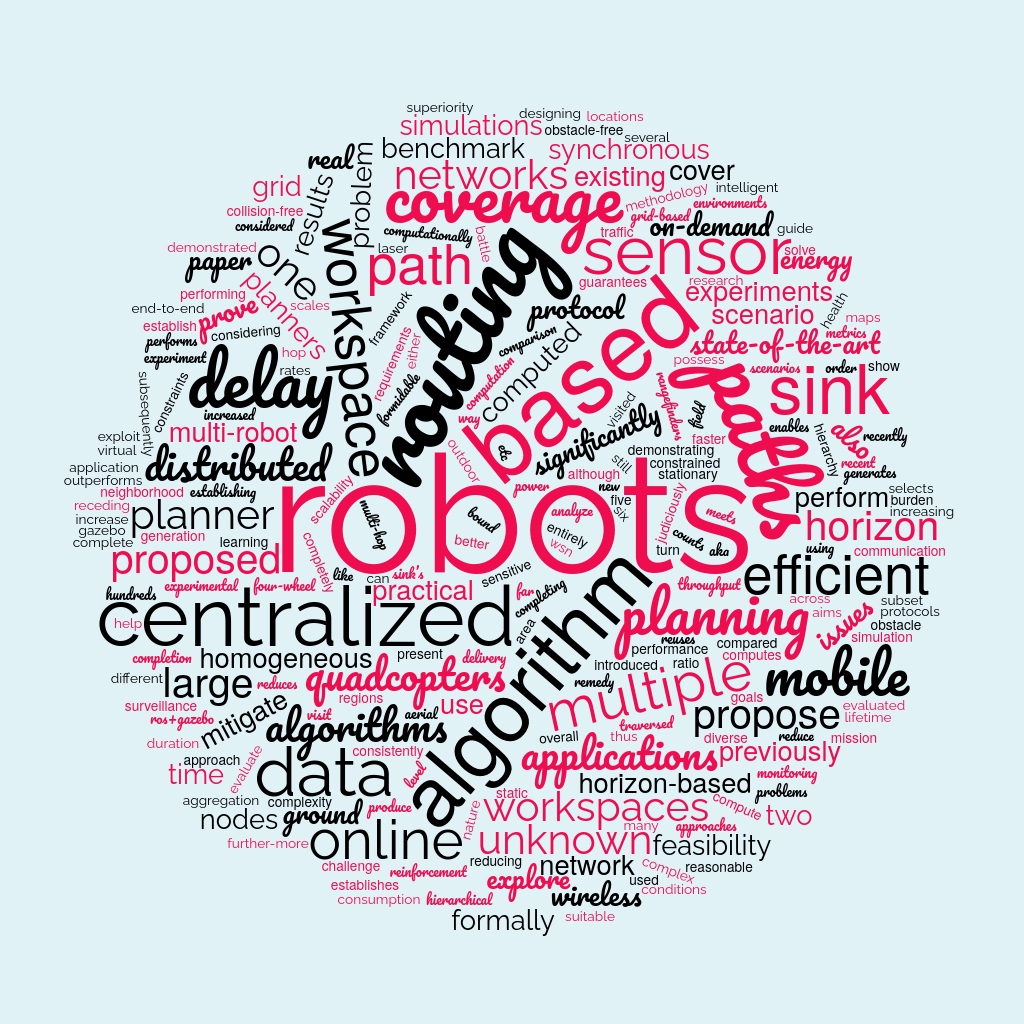 superiority
designing
locations
simulations
obstacle-free
several
real
problem
benchmark
synchronous
cover
grid
results
networks
existing
methodology
intelligent
collision-free
coverage
grid-based
environments
considered
computationally
battle
traffic
on-demand
guide
demonstrated
one
workspace
laser
routing
sensor
solve
paper
planners
path
guarantees
research
energy
performing
scales
framework
protocol
based
experiments
health
end-to-end
prove
maps
establish
considering
requirements
either
comparison
computed
scenario
metrics
performs
hop
computation
state-of-the-art
experiment
rates
formidable
possess
scenarios
order
show
subsequently
constraints
delay
way
rangefinders
paths
sink
increased
visited
field
exploit
multi-robot
outdoor
etc
significantly
faster
enables
hierarchy
also
recently
virtual
still
demonstrating
application
distributed
constrained
recent
outperforms
although
stationary
generates
neighborhood
establishing
scalability
robots
power
new
judiciously
perform
selects
receding
multi-hop
five
burden
increase
planner
bound
analyze
six
meets
increasing
gazebo
generation
learning
entirely
counts
horizon
complete
completely
better
wsn
turn
aka
using
communication
proposed
like
can
sink's
sensitive
efficient
hundreds
experimental
four-wheel
practical
far
completing
throughput
across
subset
centralized
algorithm
planning
aims
protocols
help
area
issues
obstacle
reuses
simulation
completion
homogeneous
present
delivery
performance
compared
introduced
ratio
computes
different
large
reduces
quadcopters
remedy
multiple
goals
mobile
surveillance
regions
use
propose
evaluated
ros+gazebo
mitigate
visit
aerial
traversed
lifetime
duration
algorithms
overall
thus
diverse
reduce
mission
approach
consistently
applications
previously
time
evaluate
data
level
horizon-based
monitoring
aggregation
complexity
static
problems
nodes
ground
produce
nature
workspaces
compute
two
further-more
online
unknown
many
approaches
feasibility
challenge
reinforcement
reducing
network
complex
reasonable
establishes
explore
used
conditions
consumption
hierarchical
wireless
formally
suitable